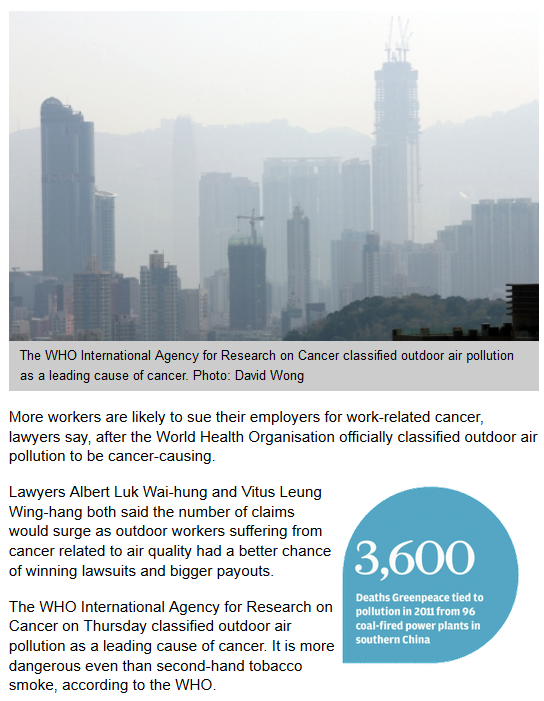 The WHO International Agency for Research on Cancer classified outdoor air pollution
as a leading cause of cancer. Photo: David Wong
More workers are likely to sue their employers for work-related cancer,
lawyers say, after the World Health Organisation officially classified outdoor air
pollution to be cancer-causing.
Lawyers Albert Luk Wai-hung and Vitus Leung
Wing-hang both said the number of claims
would surge as outdoor workers suffering from
cancer related to air quality had a better chance
of winning lawsuits and bigger payouts.
3,600
Deaths Greenpeace tied to
pollution in 2011 from 96
coal-fired power plants in
southern China
The WHO International Agency for Research on
Cancer on Thursday classified outdoor air
pollution as a leading cause of cancer. It is more
dangerous even than second-hand tobacco
smoke, according to the WHO.